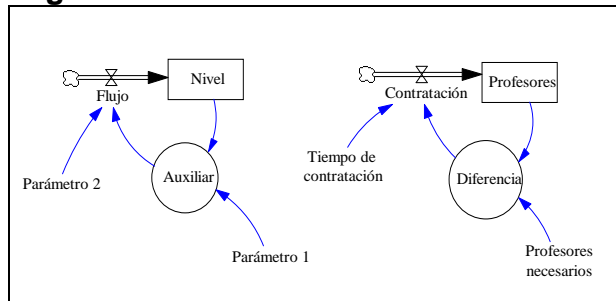 Nivel
Flujo
Auxiliar
Parámetro 2
Parámetro 1
Profesores
Contratación
Tiempo de
contratación
Diferencia
Profesores
necesarios